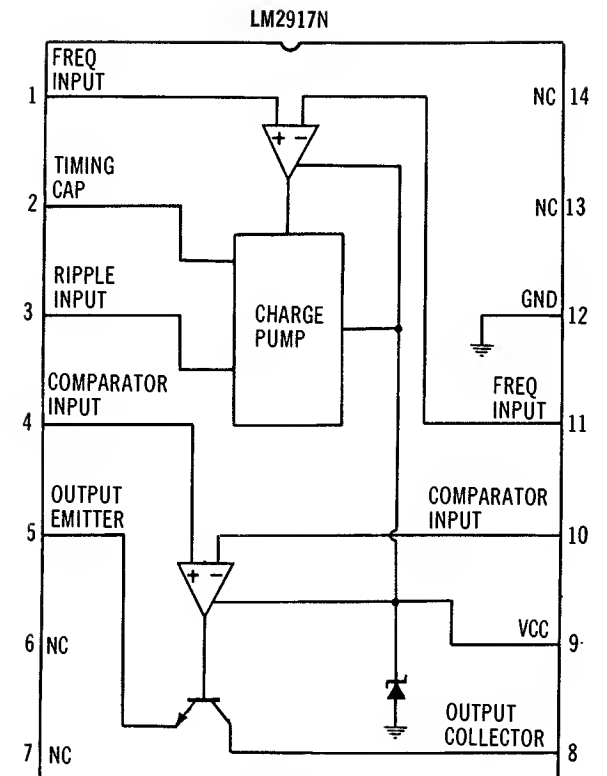 LM2917N
FREQ
INPUT
1
NC 14
+ −
TIMING
CAP
2
NC 13
RIPPLE
INPUT
3
CHARGE
PUMP
GND
12
COMPARATOR
INPUT
4
FREQ
INPUT
11
OUTPUT
EMITTER
5
COMPARATOR
INPUT
10
+ −
6 NC
VCC
9
OUTPUT
COLLECTOR
7 NC
8